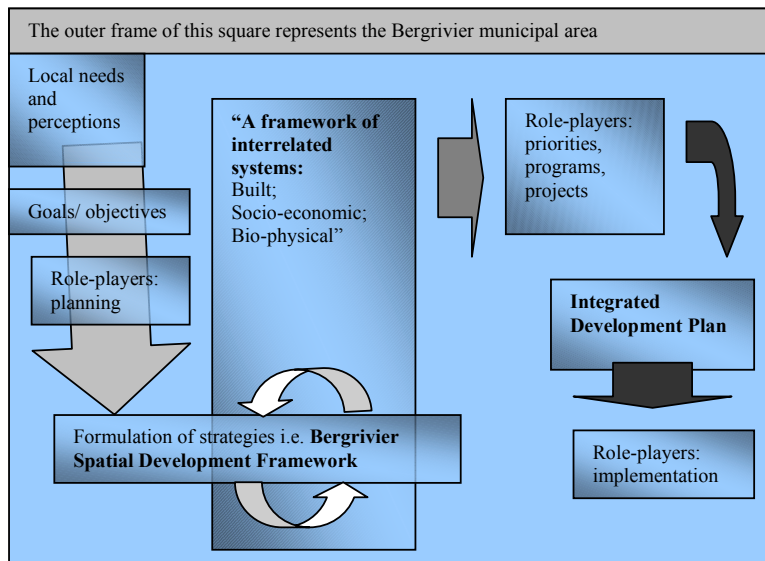 The outer frame of this square represents the Bergrivier municipal area
Local needs
and
perceptions
Goals/ objectives
Role-players:
planning
“A framework of
interrelated
systems:
Built;
Socio-economic;
Bio-physical”
Formulation of strategies i.e. Bergrivier
Spatial Development Framework
Role-players:
priorities,
programs,
projects
Integrated
Development Plan
Role-players:
implementation